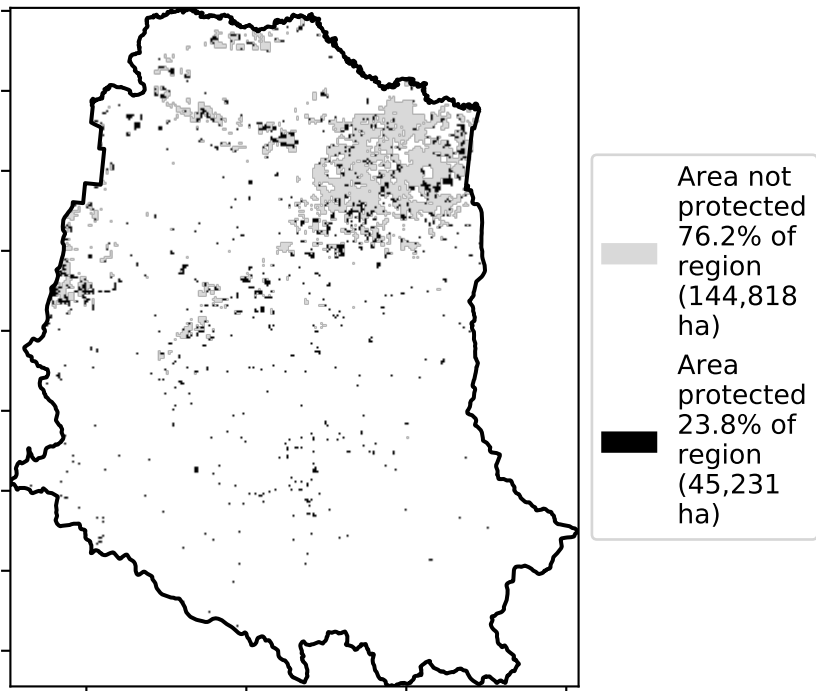 Area not
protected
76.2% of
region
(144,818
ha)
Area
protected
23.8% of
region
(45,231
ha)